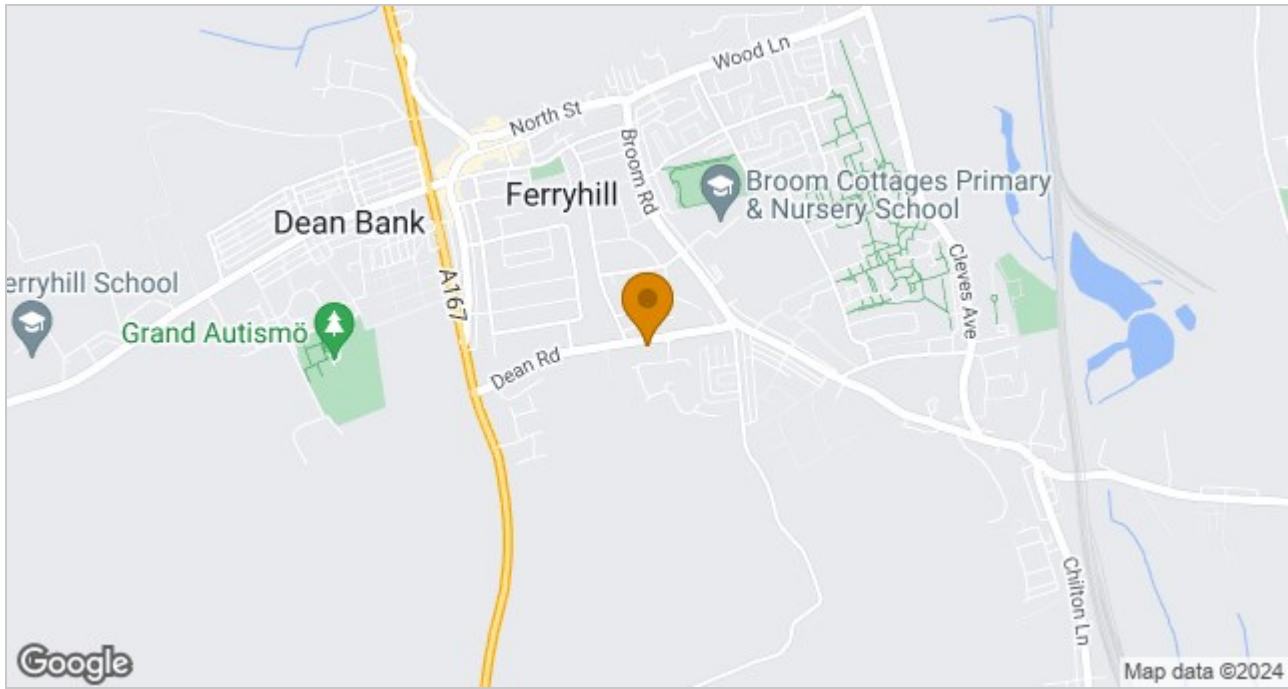 Wood Ln
North St
Broom Rd
Ferryhill
Broom Cottages Primary
& Nursery School
Dean Bank
A167
Cleves Ave
erryhill School
Grand Autismö
Dean Rd
Chilton Ln
Google
Map data ©2024